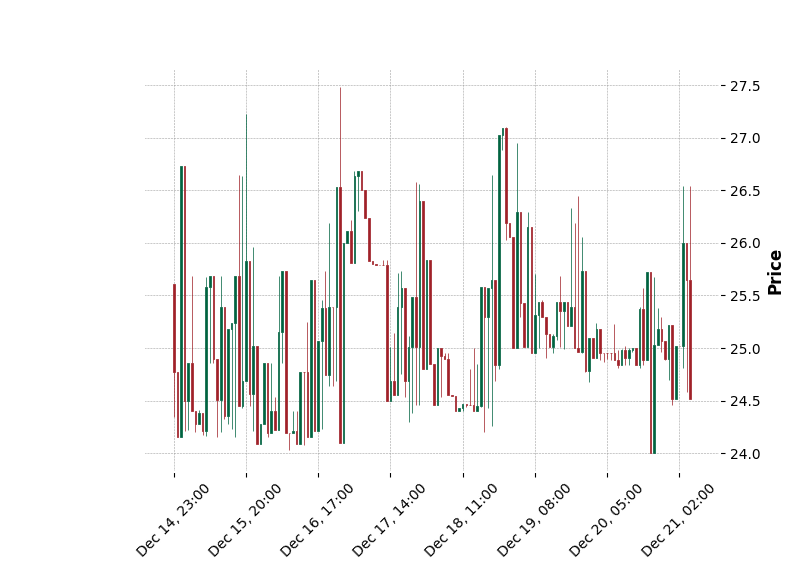 27.5
27.0
26.5
26.0
25.5
25.0
24.5
24.0
Price
Dec 14, 23:00
Dec 15, 20:00
Dec 16, 17:00
Dec 17, 14:00
Dec 18, 11:00
Dec 19, 08:00
Dec 20, 05:00
Dec 21, 02:00